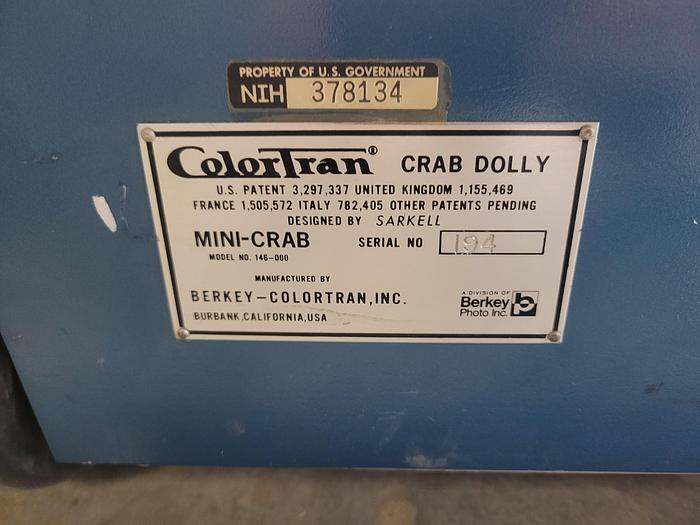 PROPERTY OF U.S. GOVERNMENT
NIH 378134
ColorTran® CRAB DOLLY
U.S. PATENT 3,297,337 UNITED KINGDOM 1,155,469
FRANCE 1,505,572 ITALY 782,405 OTHER PATENTS PENDING
DESIGNED BY SARKELL
MINI-CRAB SERIAL NO 194
MODEL NO. 146-000
MANUFACTURED BY
BERKEY-COLORTRAN, INC.
BURBANK, CALIFORNIA, USA
A DIVISION OF
Berkey
Photo Inc.